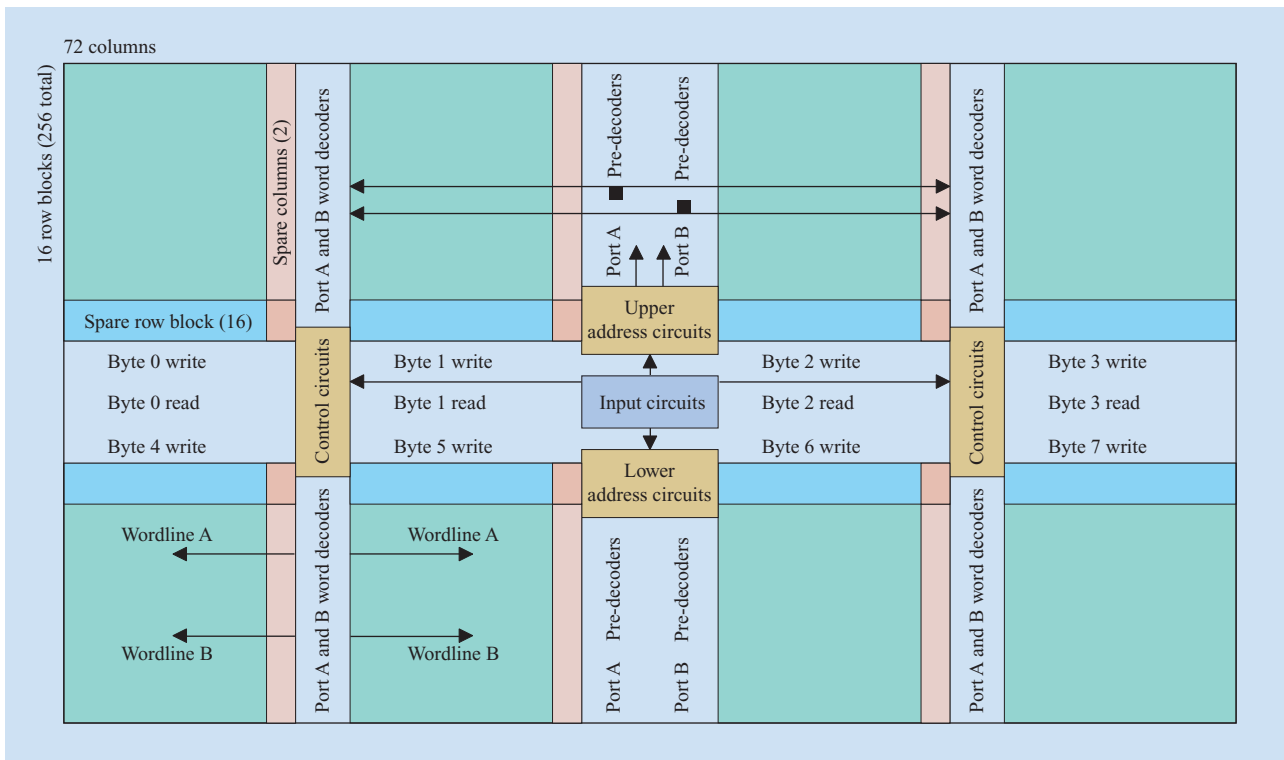 72 columns
16 row blocks (256 total)
Spare columns (2)
Port A and B word decoders
Port A Pre-decoders
Port B Pre-decoders
Port A and B word decoders
Spare row block (16)
Upper
address circuits
Byte 0 write
Byte 1 write
Byte 2 write
Byte 3 write
Control circuits
Control circuits
Byte 0 read
Byte 1 read
Input circuits
Byte 2 read
Byte 3 read
Byte 4 write
Byte 5 write
Byte 6 write
Byte 7 write
Lower
address circuits
Wordline A
Wordline A
Port A and B word decoders
Port A Pre-decoders
Port B Pre-decoders
Port A and B word decoders
Wordline B
Wordline B